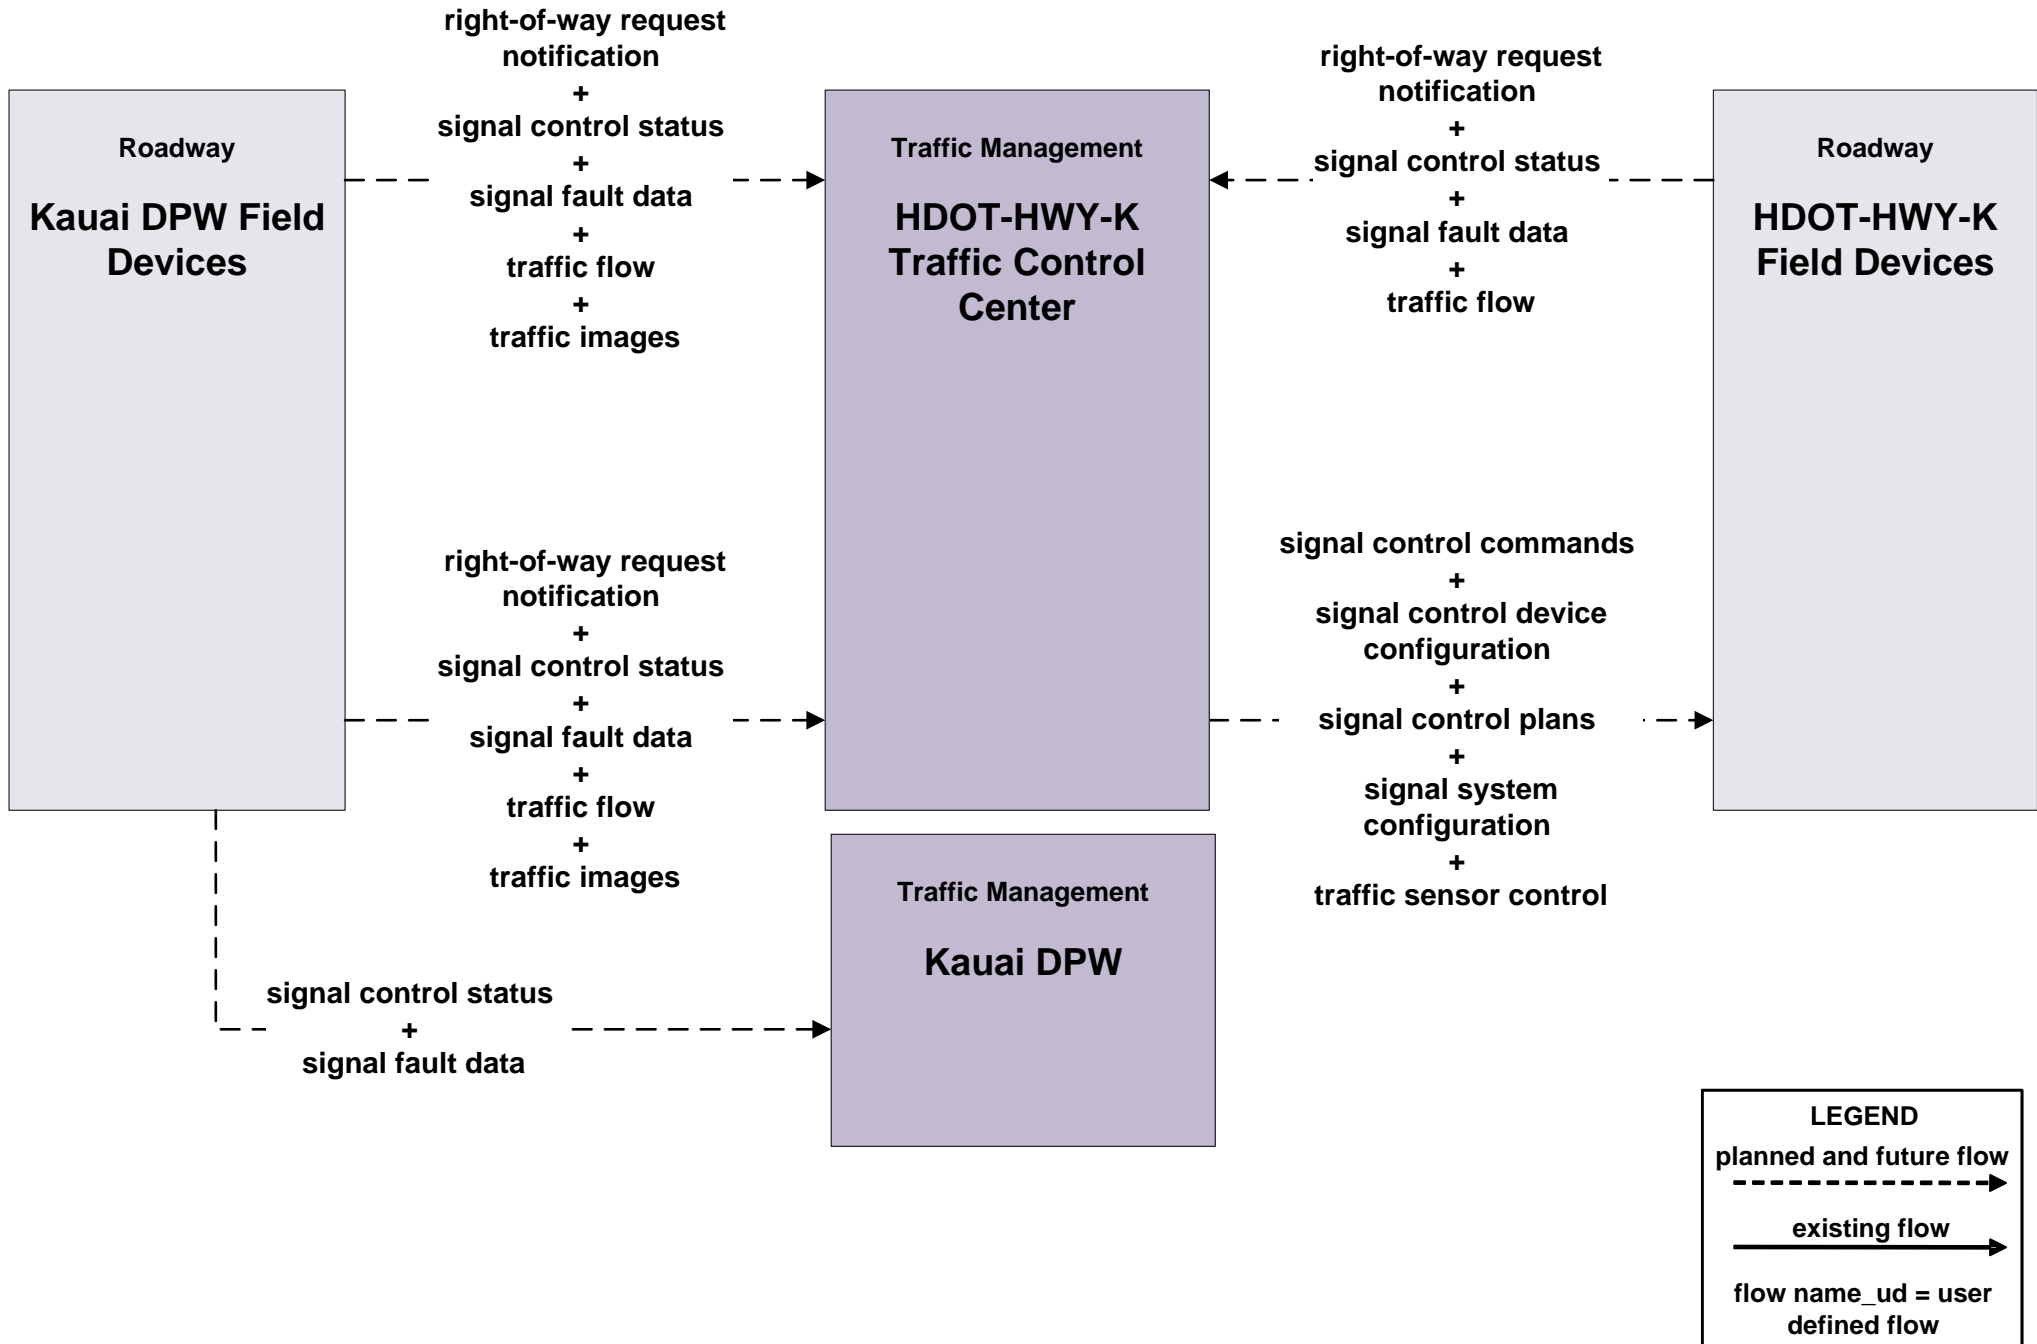 right-of-way request
notification
+
signal control status
+
signal fault data
+
traffic flow
+
traffic images
right-of-way request
notification
+
signal control status
+
signal fault data
+
traffic flow
Roadway
Kauai DPW Field
Devices
Traffic Management
HDOT-HWY-K
Traffic Control
Center
Roadway
HDOT-HWY-K
Field Devices
right-of-way request
notification
+
signal control status
+
signal fault data
+
traffic flow
+
traffic images
signal control commands
+
signal control device
configuration
+
signal control plans
+
signal system
configuration
+
traffic sensor control
Traffic Management
Kauai DPW
signal control status
+
signal fault data
LEGEND
planned and future flow
existing flow
flow name_ud = user
defined flow